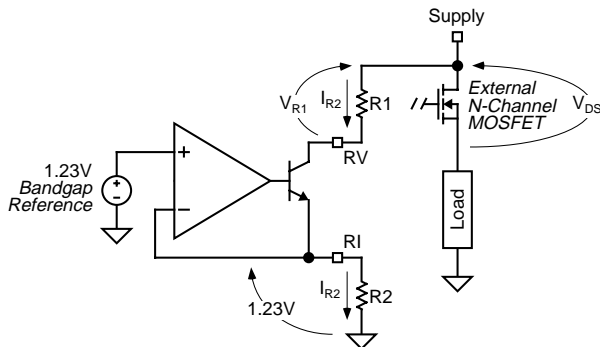 Supply
V_R1
I_R2
R1
External
N-Channel
MOSFET
V_DS
RV
+
−
1.23V
Bandgap
Reference
+
−
Load
RI
I_R2
R2
1.23V